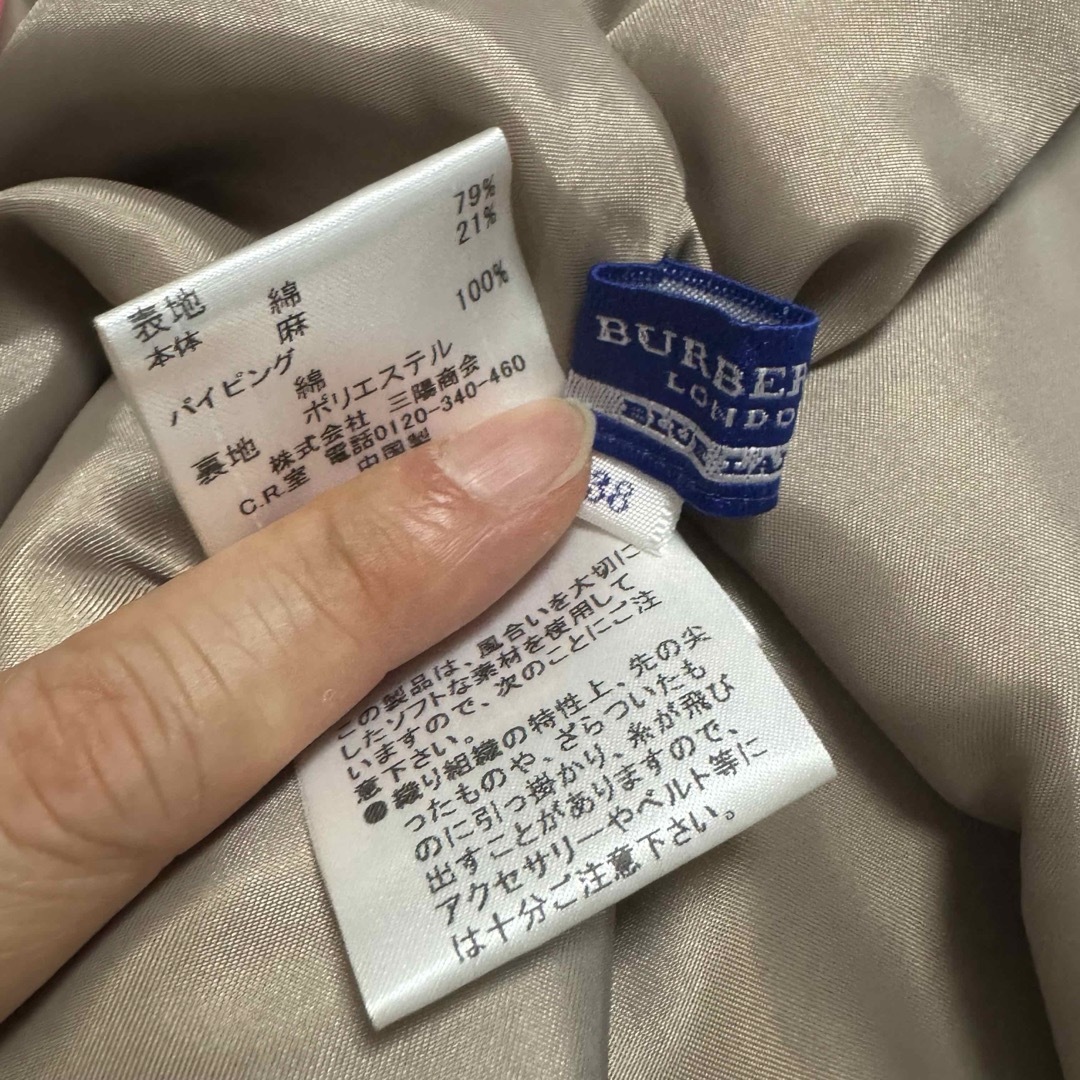 表地
本体 綿 79%
麻 21%
パイピング
綿 100%
裏地 ポリエステル
株式会社 三陽商会
C.R.室 電話0120-340-460
中国製
BURBER
LONDO
38
この製品は、風合いを大切に
したソフトな素材を使用して
いますので、次のことにご注
意下さい。
●織り組織の特性上、先の尖
ったものや、ざらついたも
のに引っ掛かり、糸が飛び
出すことがありますので、
アクセサリーやベルト等に
は十分ご注意下さい。